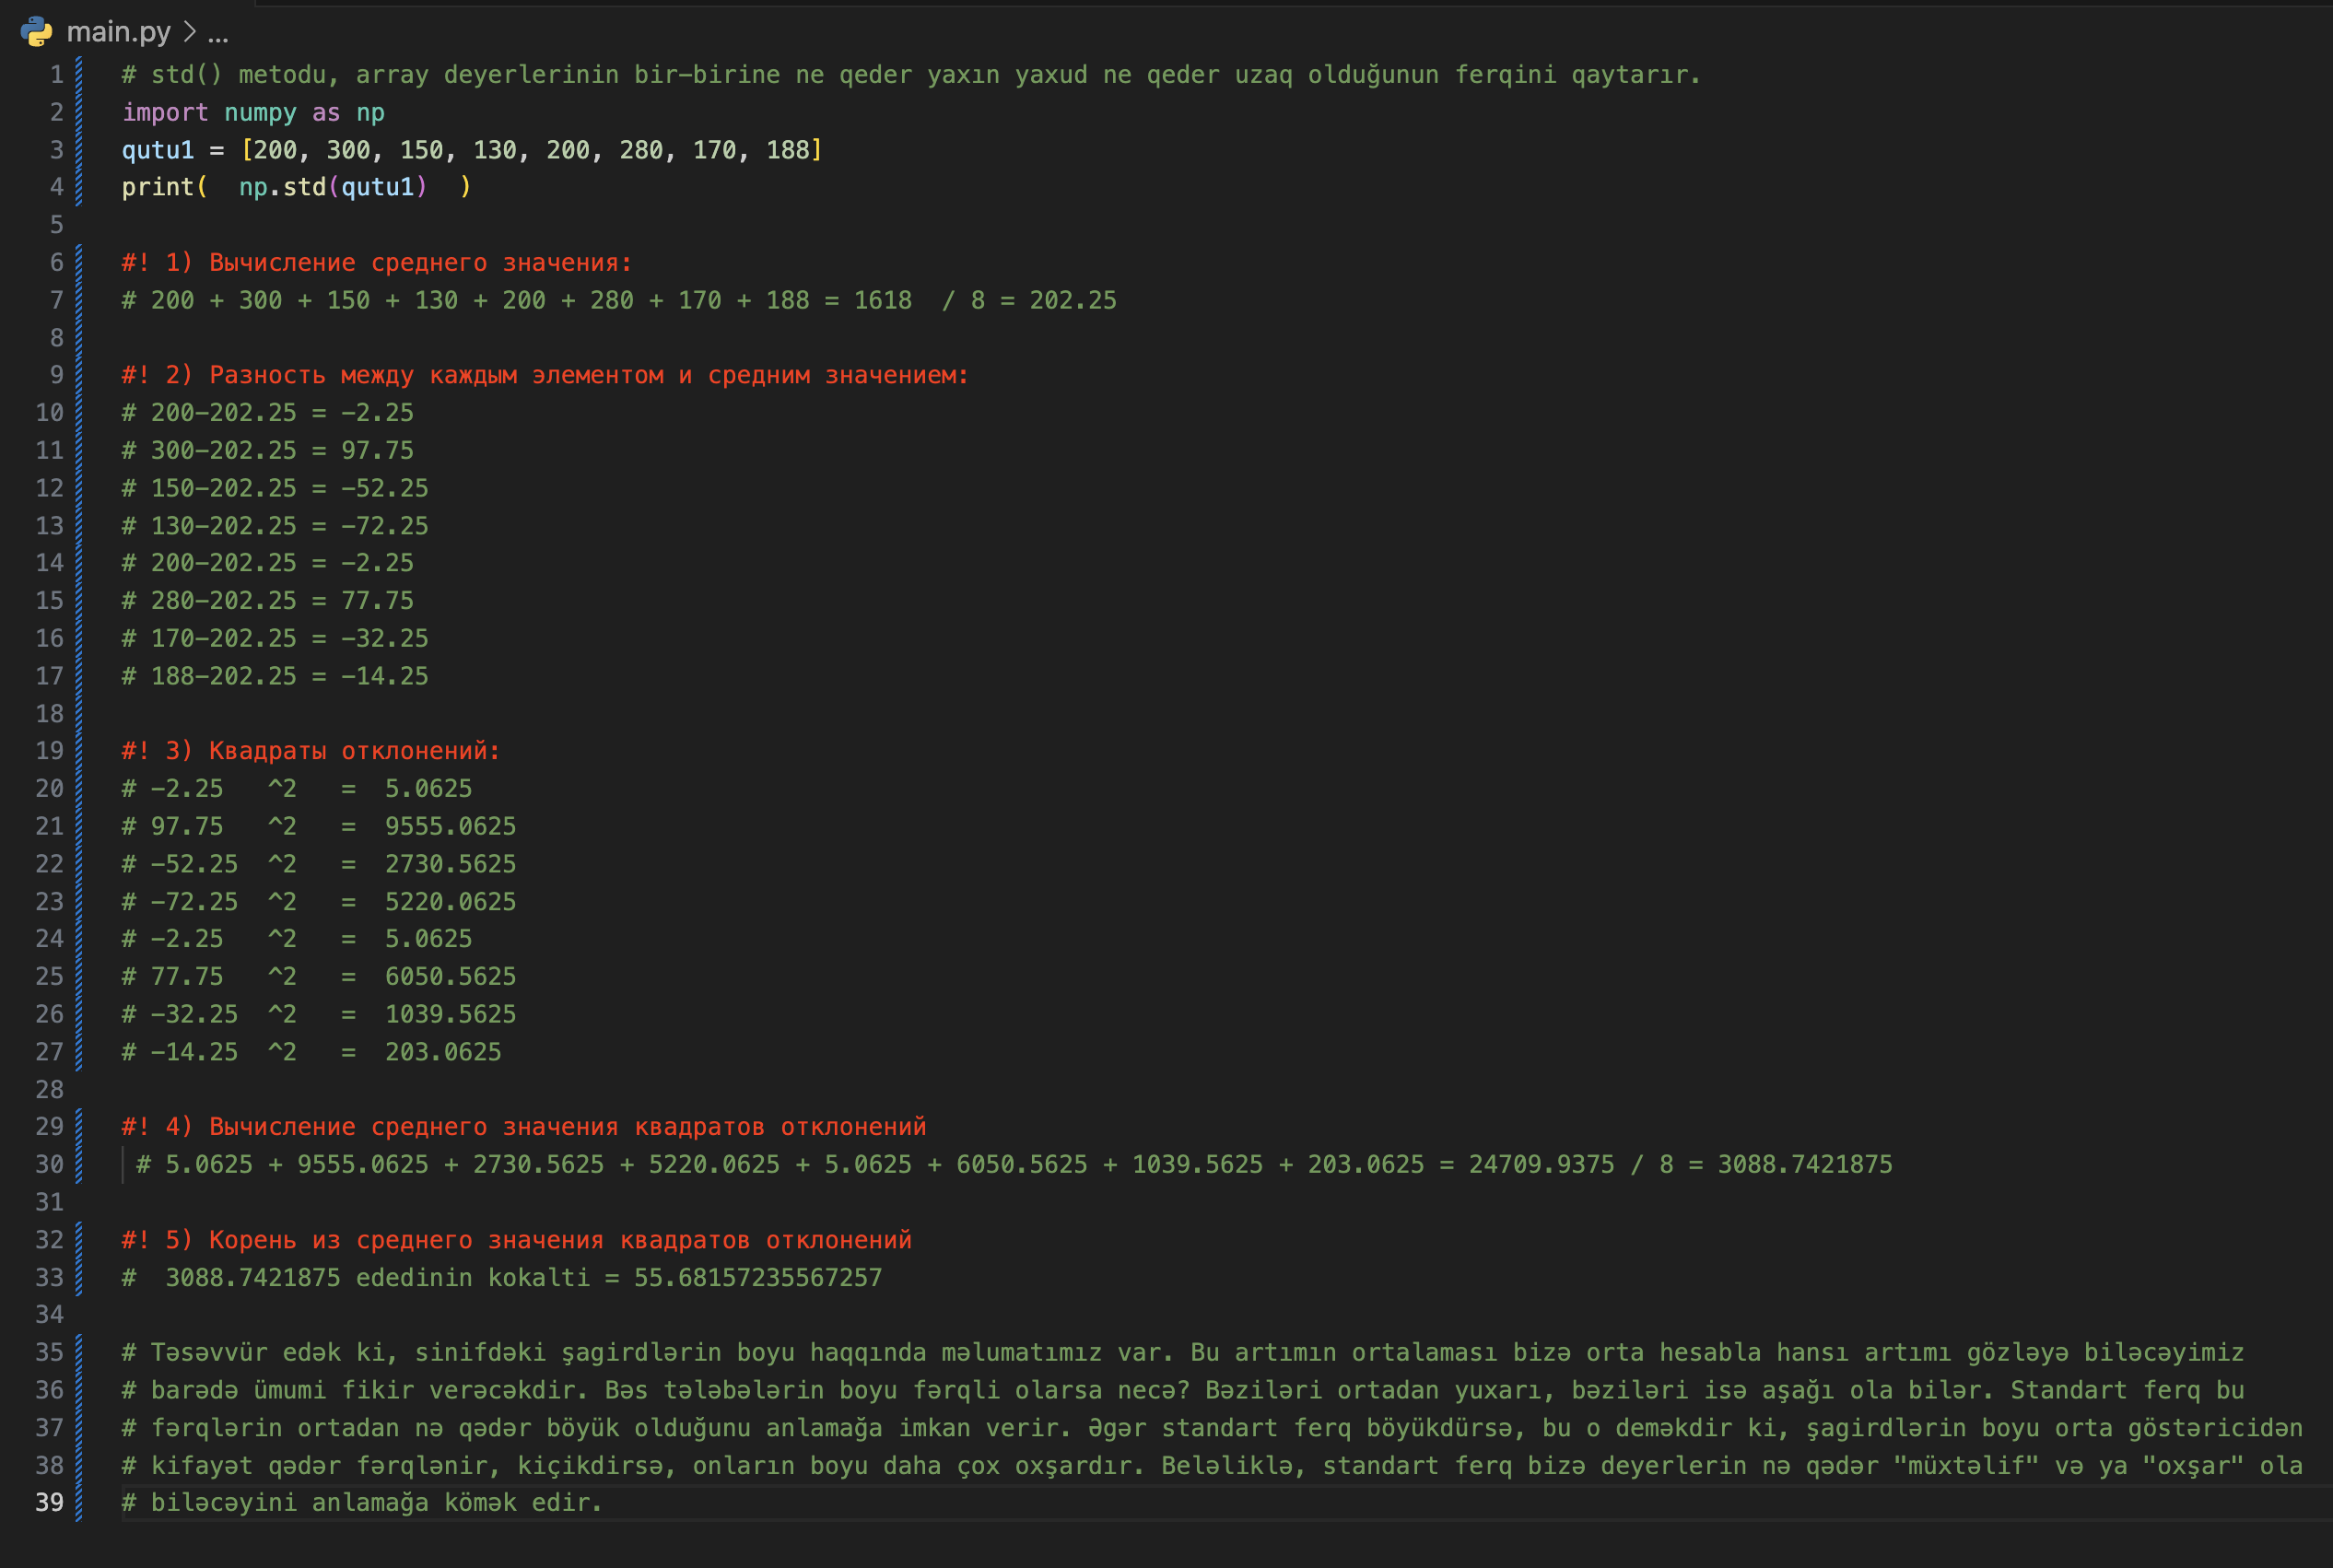 main.py > ...
1 # std() metodu, array deyerlerinin bir-birine ne qeder yaxın yaxud ne qeder uzaq olduğunun ferqini qaytarır.
2 import numpy as np
3 qutu1 = [200, 300, 150, 130, 200, 280, 170, 188]
4 print(  np.std(qutu1)  )
5
6 #! 1) Вычисление среднего значения:
7 # 200 + 300 + 150 + 130 + 200 + 280 + 170 + 188 = 1618  / 8 = 202.25
8
9 #! 2) Разность между каждым элементом и средним значением:
10 # 200-202.25 = -2.25
11 # 300-202.25 = 97.75
12 # 150-202.25 = -52.25
13 # 130-202.25 = -72.25
14 # 200-202.25 = -2.25
15 # 280-202.25 = 77.75
16 # 170-202.25 = -32.25
17 # 188-202.25 = -14.25
18
19 #! 3) Квадраты отклонений:
20 # -2.25   ^2   =  5.0625
21 # 97.75   ^2   =  9555.0625
22 # -52.25  ^2   =  2730.5625
23 # -72.25  ^2   =  5220.0625
24 # -2.25   ^2   =  5.0625
25 # 77.75   ^2   =  6050.5625
26 # -32.25  ^2   =  1039.5625
27 # -14.25  ^2   =  203.0625
28
29 #! 4) Вычисление среднего значения квадратов отклонений
30  # 5.0625 + 9555.0625 + 2730.5625 + 5220.0625 + 5.0625 + 6050.5625 + 1039.5625 + 203.0625 = 24709.9375 / 8 = 3088.7421875
31
32 #! 5) Корень из среднего значения квадратов отклонений
33 #  3088.7421875 ededinin kokalti = 55.68157235567257
34
35 # Təsəvvür edək ki, sinifdəki şagirdlərin boyu haqqında məlumatımız var. Bu artımın ortalaması bizə orta hesabla hansı artımı gözləyə biləcəyimiz
36 # barədə ümumi fikir verəcəkdir. Bəs tələbələrin boyu fərqli olarsa necə? Bəziləri ortadan yuxarı, bəziləri isə aşağı ola bilər. Standart ferq bu
37 # fərqlərin ortadan nə qədər böyük olduğunu anlamağa imkan verir. Əgər standart ferq böyükdürsə, bu o deməkdir ki, şagirdlərin boyu orta göstəricidən
38 # kifayət qədər fərqlənir, kiçikdirsə, onların boyu daha çox oxşardır. Beləliklə, standart ferq bizə deyerlerin nə qədər "müxtəlif" və ya "oxşar" ola
39 # biləcəyini anlamağa kömək edir.